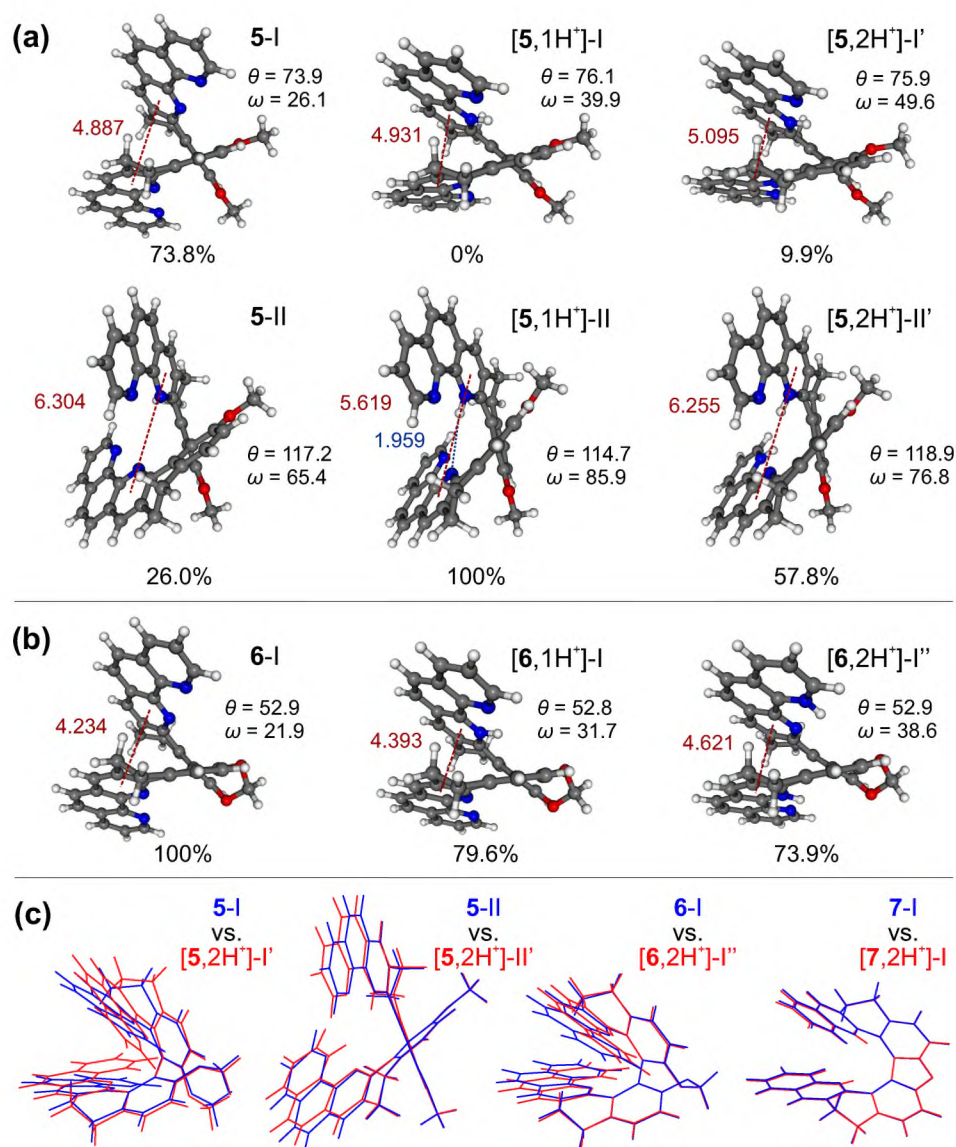 (a)
5-I
θ = 73.9
ω = 26.1
4.887
73.8%
[5,1H⁺]-I
θ = 76.1
ω = 39.9
4.931
0%
[5,2H⁺]-I’
θ = 75.9
ω = 49.6
5.095
9.9%
5-II
6.304
θ = 117.2
ω = 65.4
26.0%
[5,1H⁺]-II
5.619
1.959
θ = 114.7
ω = 85.9
100%
[5,2H⁺]-II’
6.255
θ = 118.9
ω = 76.8
57.8%
(b)
6-I
θ = 52.9
ω = 21.9
4.234
100%
[6,1H⁺]-I
θ = 52.8
ω = 31.7
4.393
79.6%
[6,2H⁺]-I’’
θ = 52.9
ω = 38.6
4.621
73.9%
(c)
5-I
vs.
[5,2H⁺]-I’
5-II
vs.
[5,2H⁺]-II’
6-I
vs.
[6,2H⁺]-I’’
7-I
vs.
[7,2H⁺]-I